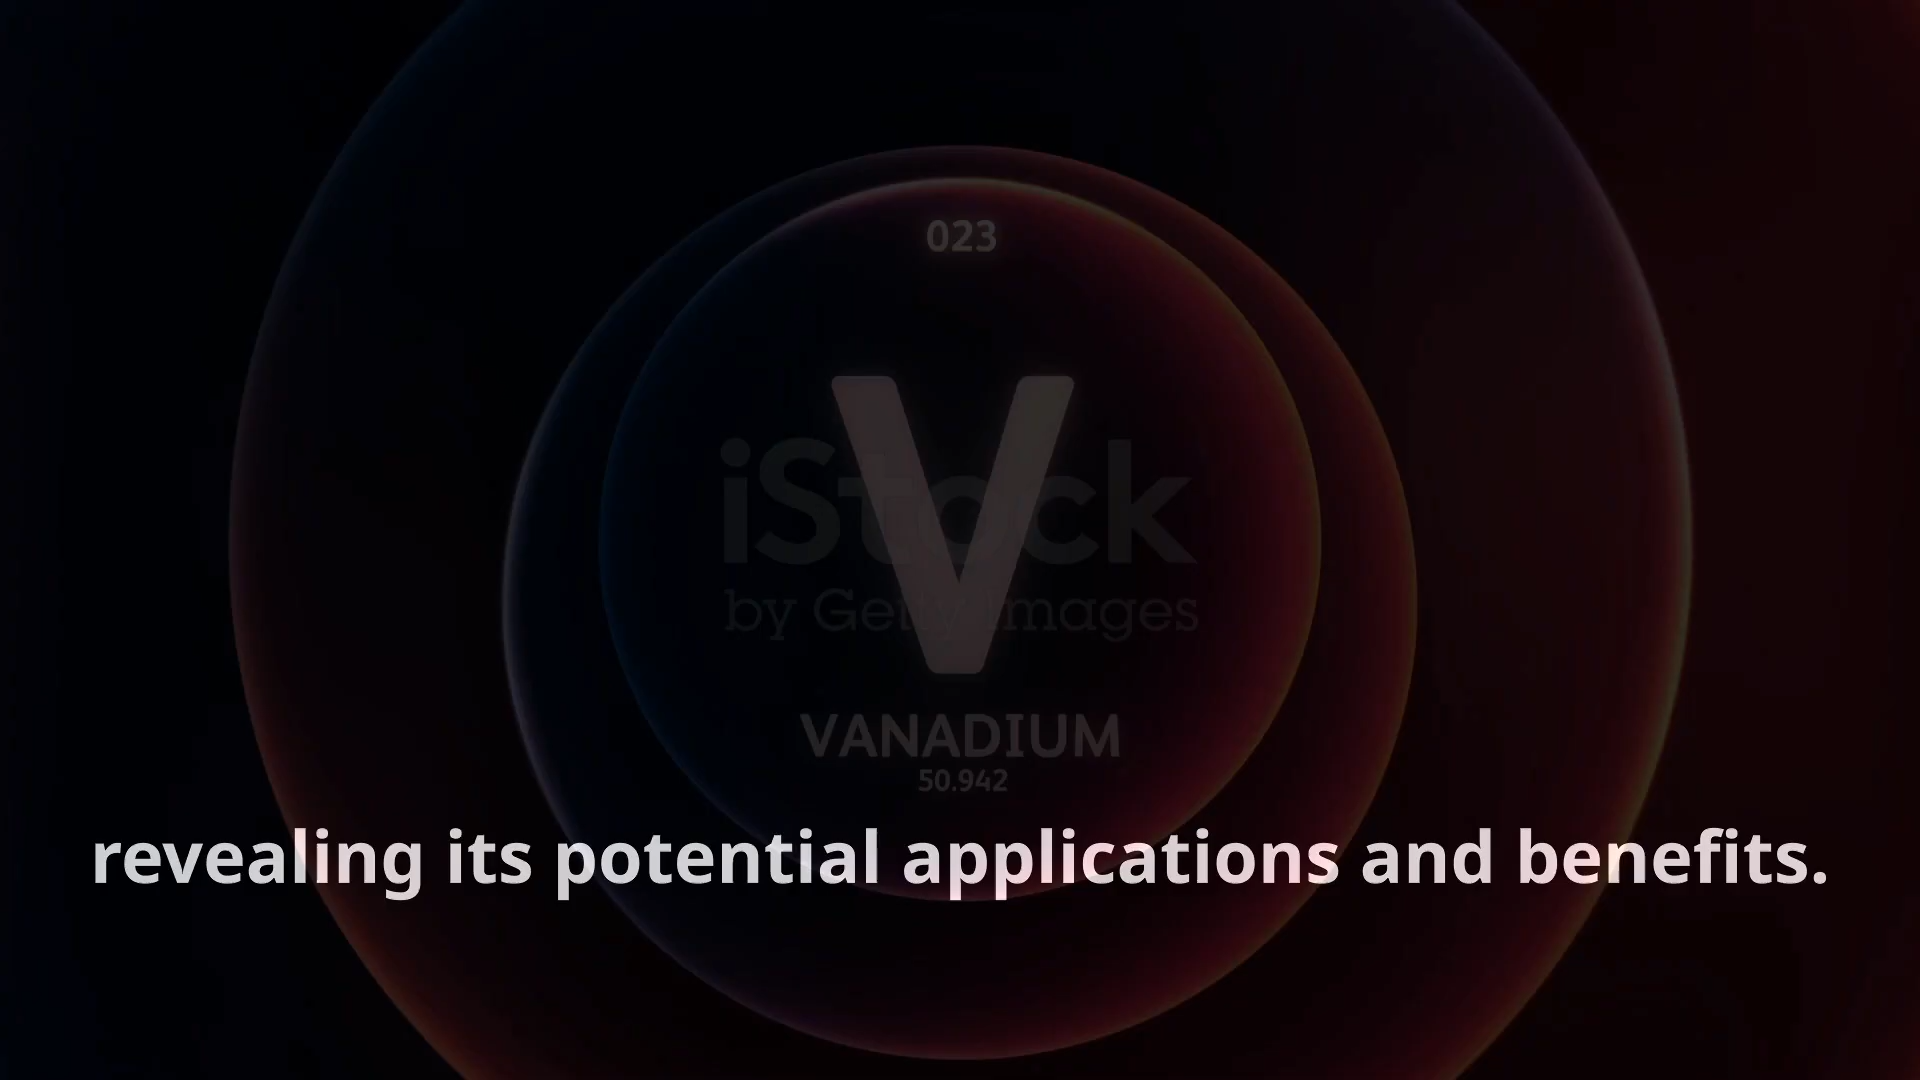 023
V
iStock
by Getty Images
VANADIUM
50.942
revealing its potential applications and benefits.